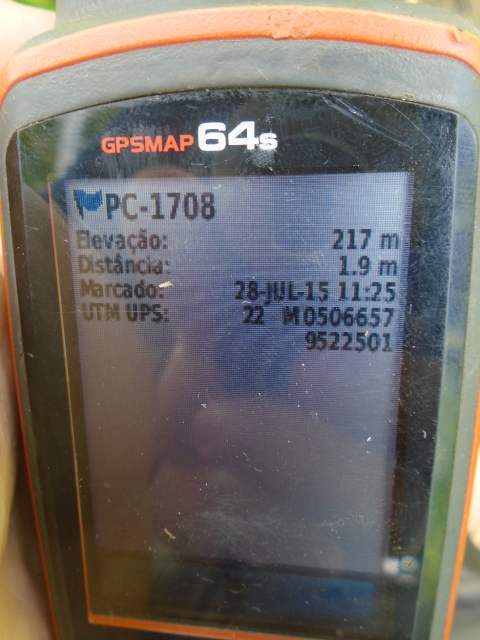 GPSMAP 64s
PC-1708
Elevação: 217 m
Distância: 1.9 m
Marcado: 28-JUL-15 11:25
UTM UPS: 22 M0506657
9522501